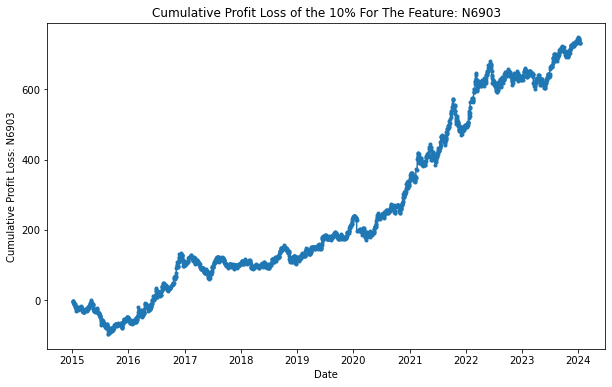 Cumulative Profit Loss of the 10% For The Feature: N6903
Cumulative Profit Loss: N6903
600
400
200
0
2015 2016 2017 2018 2019 2020 2021 2022 2023 2024
Date